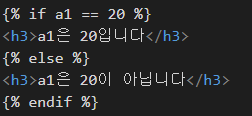 {% if a1 == 20 %}
<h3>a1은 20입니다</h3>
{% else %}
<h3>a1은 20이 아닙니다</h3>
{% endif %}